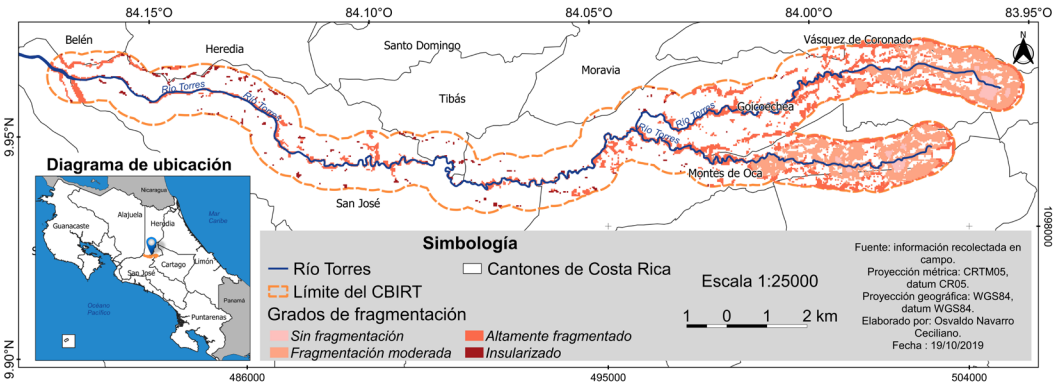 84.15°O
84.10°O
84.05°O
84.00°O
83.95°O
Belén
Heredia
Santo Domingo
Moravia
Tibás
Vásquez de Coronado
Goicoechea
Montes de Oca
San José
Río Torres
Río Torres
Río Torres
Río Torres
N
9.90°N
1098000
486000
495000
504000
Diagrama de ubicación
Nicaragua
Alajuela
Heredia
Guanacaste
Mar
Caribe
Limón
Cartago
San José
Puntarenas
Panamá
Océano
Pacífico
Simbología
Río Torres
Cantones de Costa Rica
Límite del CBIRT
Grados de fragmentación
Sin fragmentación
Altamente fragmentado
Fragmentación moderada
Insularizado
Escala 1:25000
1 0 1 2 km
Fuente: información recolectada en
campo.
Proyección métrica: CRTM05,
datum CR05.
Proyección geográfica: WGS84,
datum WGS84.
Elaborado por: Osvaldo Navarro
Ceciliano.
Fecha : 19/10/2019